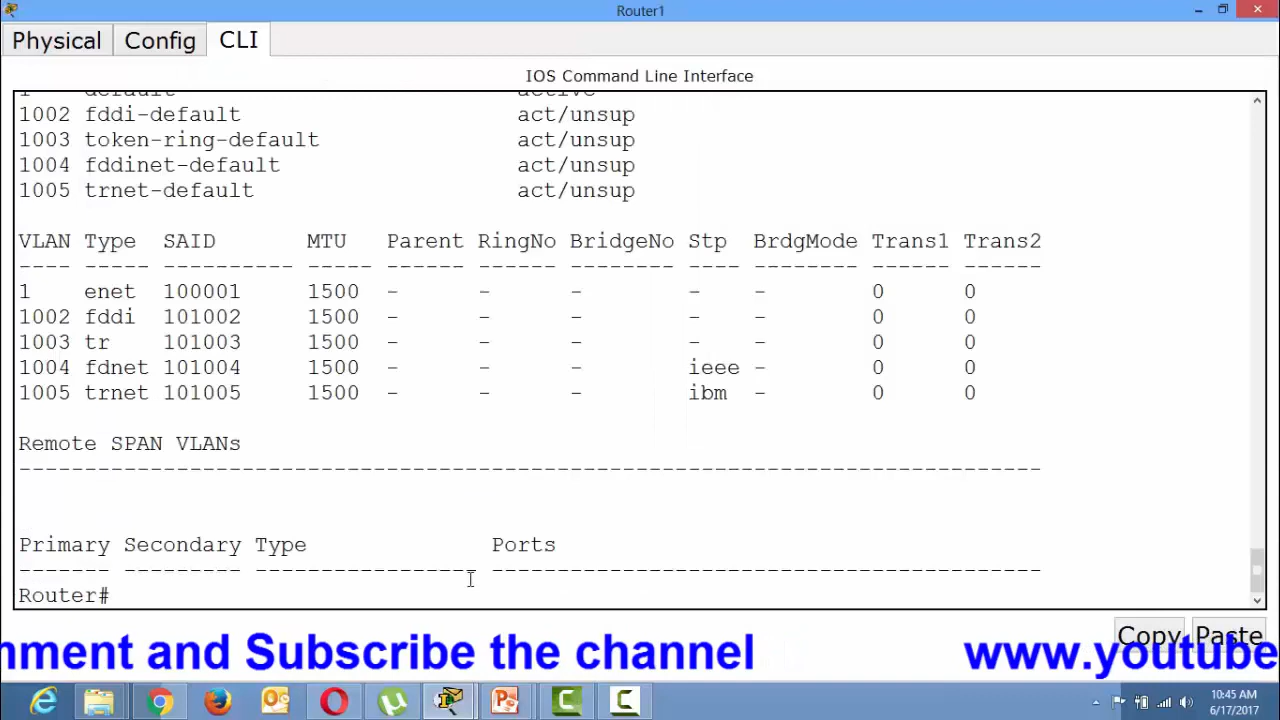 Router1
Physical Config CLI
IOS Command Line Interface
1 default active
1002 fddi-default act/unsup
1003 token-ring-default act/unsup
1004 fddinet-default act/unsup
1005 trnet-default act/unsup
VLAN Type SAID MTU Parent RingNo BridgeNo Stp BrdgMode Trans1 Trans2
---- ----- ---------- ----- ------ ------ -------- ---- -------- ------ ------
1 enet 100001 1500 - - - - - 0 0
1002 fddi 101002 1500 - - - - - 0 0
1003 tr 101003 1500 - - - - - 0 0
1004 fdnet 101004 1500 - - - ieee - 0 0
1005 trnet 101005 1500 - - - ibm - 0 0
Remote SPAN VLANs
------------------------------------------------------------------------------
Primary Secondary Type Ports
------- --------- ----------------- ------------------------------------------
Router#
Copy Paste
nment and Subscribe the channel www.youtube
10:45 AM
6/17/2017